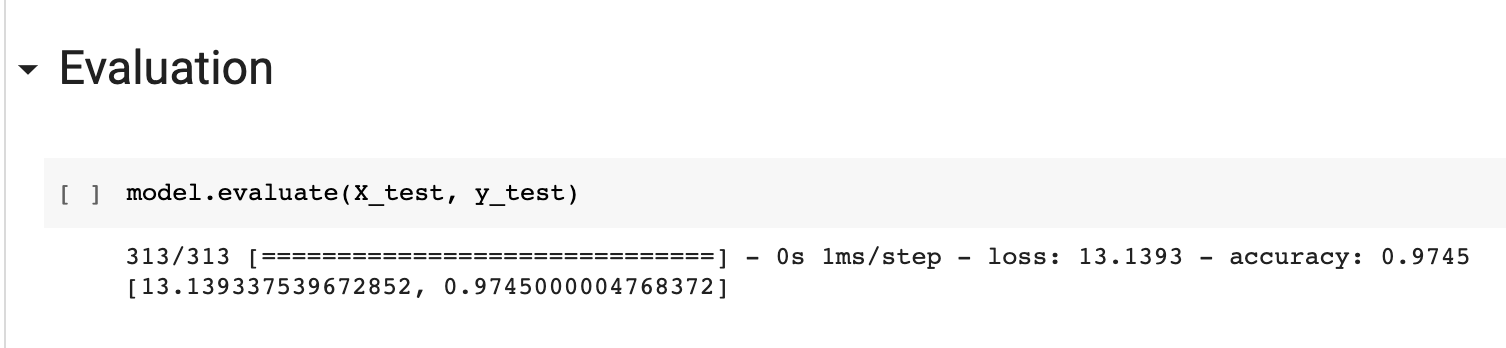 Evaluation
[ ] model.evaluate(X_test, y_test)
313/313 [==============================] - 0s 1ms/step - loss: 13.1393 - accuracy: 0.9745
[13.139337539672852, 0.9745000004768372]